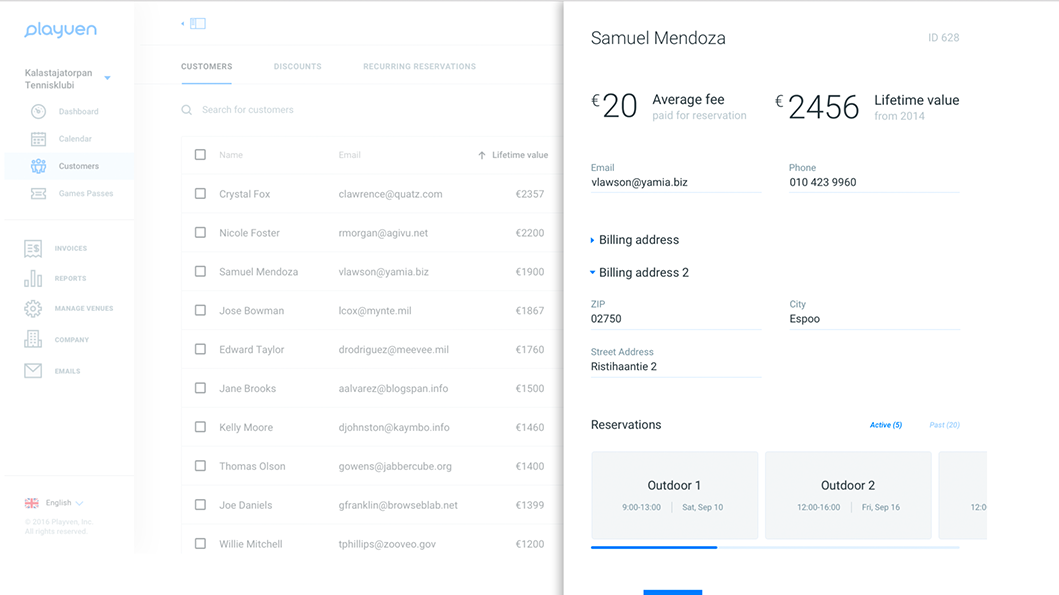 playven
Kalastajatorpan
Tennisklubi
Dashboard
Calendar
Customers
Games Passes
INVOICES
REPORTS
MANAGE VENUES
COMPANY
EMAILS
English
© 2016 Playven, inc.
All rights reserved.
CUSTOMERS DISCOUNTS RECURRING RESERVATIONS
Search for customers
Name Email Lifetime value
Crystal Fox clawrence@quatz.com €2357
Nicole Foster rmorgan@agivu.net €2200
Samuel Mendoza vlawson@yamia.biz €1900
Jose Bowman lcox@mynte.mil €1867
Edward Taylor drodriguez@meevee.mil €1760
Jane Brooks aalvarez@blogspan.info €1500
Kelly Moore djohnston@kaymbo.info €1460
Thomas Olson gowens@jabbercube.org €1400
Joe Daniels gfranklin@browseblab.net €1399
Willie Mitchell tphillips@zooveo.gov €1200
Samuel Mendoza ID 628
€20 Average fee
paid for reservation
€2456 Lifetime value
from 2014
Email
vlawson@yamia.biz
Phone
010 423 9960
Billing address
Billing address 2
ZIP
02750
City
Espoo
Street Address
Ristihaantie 2
Reservations Active (5) Past (20)
Outdoor 1
9:00-13:00 Sat, Sep 10
Outdoor 2
12:00-16:00 Fri, Sep 16